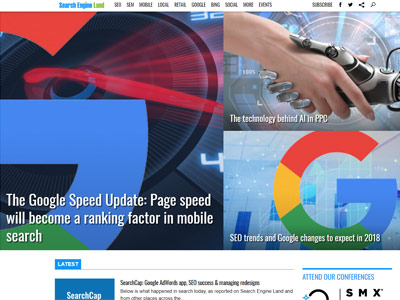 Search Engine Land
SEO SEM MOBILE LOCAL RETAIL GOOGLE BING SOCIAL MORE EVENTS SUBSCRIBE
The technology behind AI in PPC
The Google Speed Update: Page speed
will become a ranking factor in mobile
search
SEO trends and Google changes to expect in 2018
LATEST
SearchCap: Google AdWords app, SEO success & managing redesigns
Below is what happened in search today, as reported on Search Engine Land and
from other places across the
SearchCap
ATTEND OUR CONFERENCES
SMX